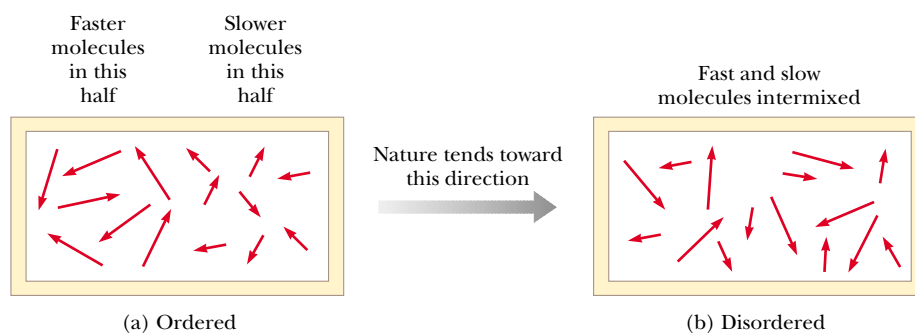 Faster
molecules
in this
half
Slower
molecules
in this
half
Nature tends toward
this direction
Fast and slow
molecules intermixed
(a) Ordered
(b) Disordered